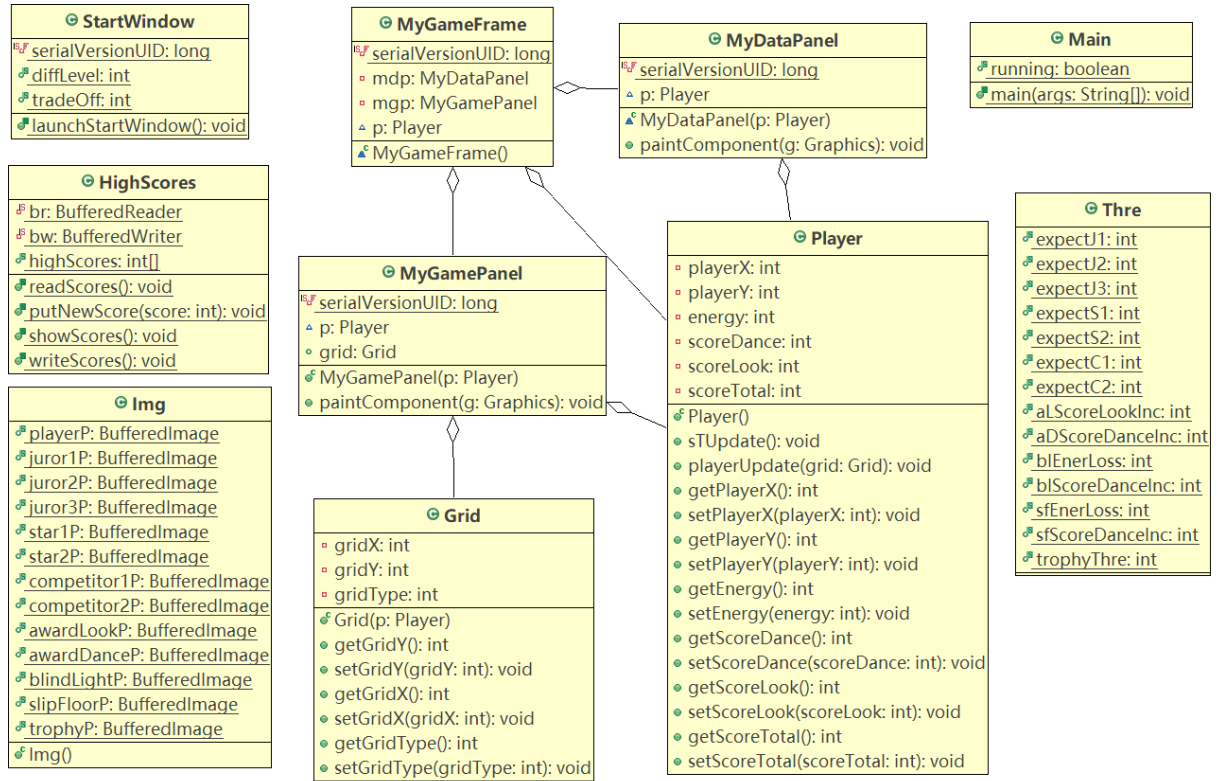 StartWindow
serialVersionUID: long
diffLevel: int
tradeOff: int
launchStartWindow(): void
MyGameFrame
serialVersionUID: long
mdp: MyDataPanel
mgp: MyGamePanel
p: Player
MyGameFrame()
MyDataPanel
serialVersionUID: long
p: Player
MyDataPanel(p: Player)
paintComponent(g: Graphics): void
Main
running: boolean
main(args: String[]): void
HighScores
br: BufferedReader
bw: BufferedWriter
highScores: int[]
readScores(): void
putNewScore(score: int): void
showScores(): void
writeScores(): void
MyGamePanel
serialVersionUID: long
p: Player
grid: Grid
MyGamePanel(p: Player)
paintComponent(g: Graphics): void
Player
playerX: int
playerY: int
energy: int
scoreDance: int
scoreLook: int
scoreTotal: int
Player()
sTUpdate(): void
playerUpdate(grid: Grid): void
getPlayerX(): int
setPlayerX(playerX: int): void
getPlayerY(): int
setPlayerY(playerY: int): void
getEnergy(): int
setEnergy(energy: int): void
getScoreDance(): int
setScoreDance(scoreDance: int): void
getScoreLook(): int
setScoreLook(scoreLook: int): void
getScoreTotal(): int
setScoreTotal(scoreTotal: int): void
Thre
expectJ1: int
expectJ2: int
expectJ3: int
expectS1: int
expectS2: int
expectC1: int
expectC2: int
aLScoreLookInc: int
aDScoreDanceInc: int
blEnerLoss: int
blScoreDanceInc: int
sfEnerLoss: int
sfScoreDanceInc: int
trophyThre: int
Img
playerP: BufferedImage
juror1P: BufferedImage
juror2P: BufferedImage
juror3P: BufferedImage
star1P: BufferedImage
star2P: BufferedImage
competitor1P: BufferedImage
competitor2P: BufferedImage
awardLookP: BufferedImage
awardDanceP: BufferedImage
blindLightP: BufferedImage
slipFloorP: BufferedImage
trophyP: BufferedImage
Img()
Grid
gridX: int
gridY: int
gridType: int
Grid(p: Player)
getGridY(): int
setGridY(gridY: int): void
getGridX(): int
setGridX(gridX: int): void
getGridType(): int
setGridType(gridType: int): void